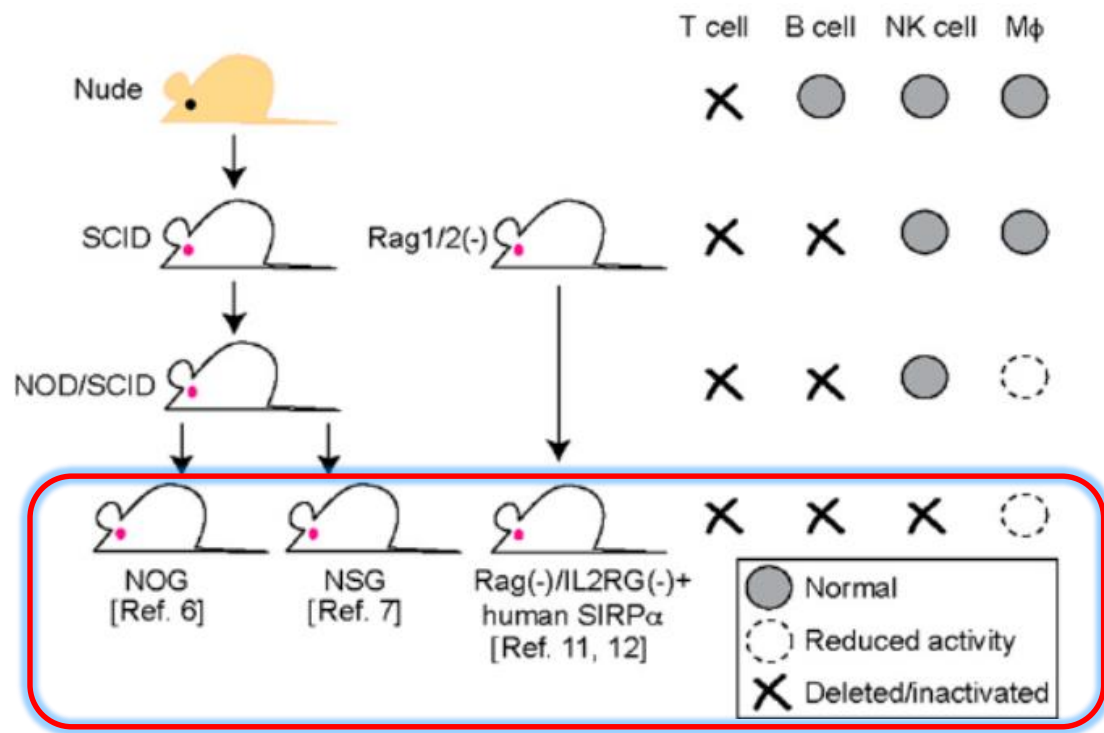 T cell B cell NK cell Mϕ
Nude
SCID
Rag1/2(-)
NOD/SCID
NOG
[Ref. 6]
NSG
[Ref. 7]
Rag(-)/IL2RG(-)+
human SIRPα
[Ref. 11, 12]
Normal
Reduced activity
Deleted/inactivated